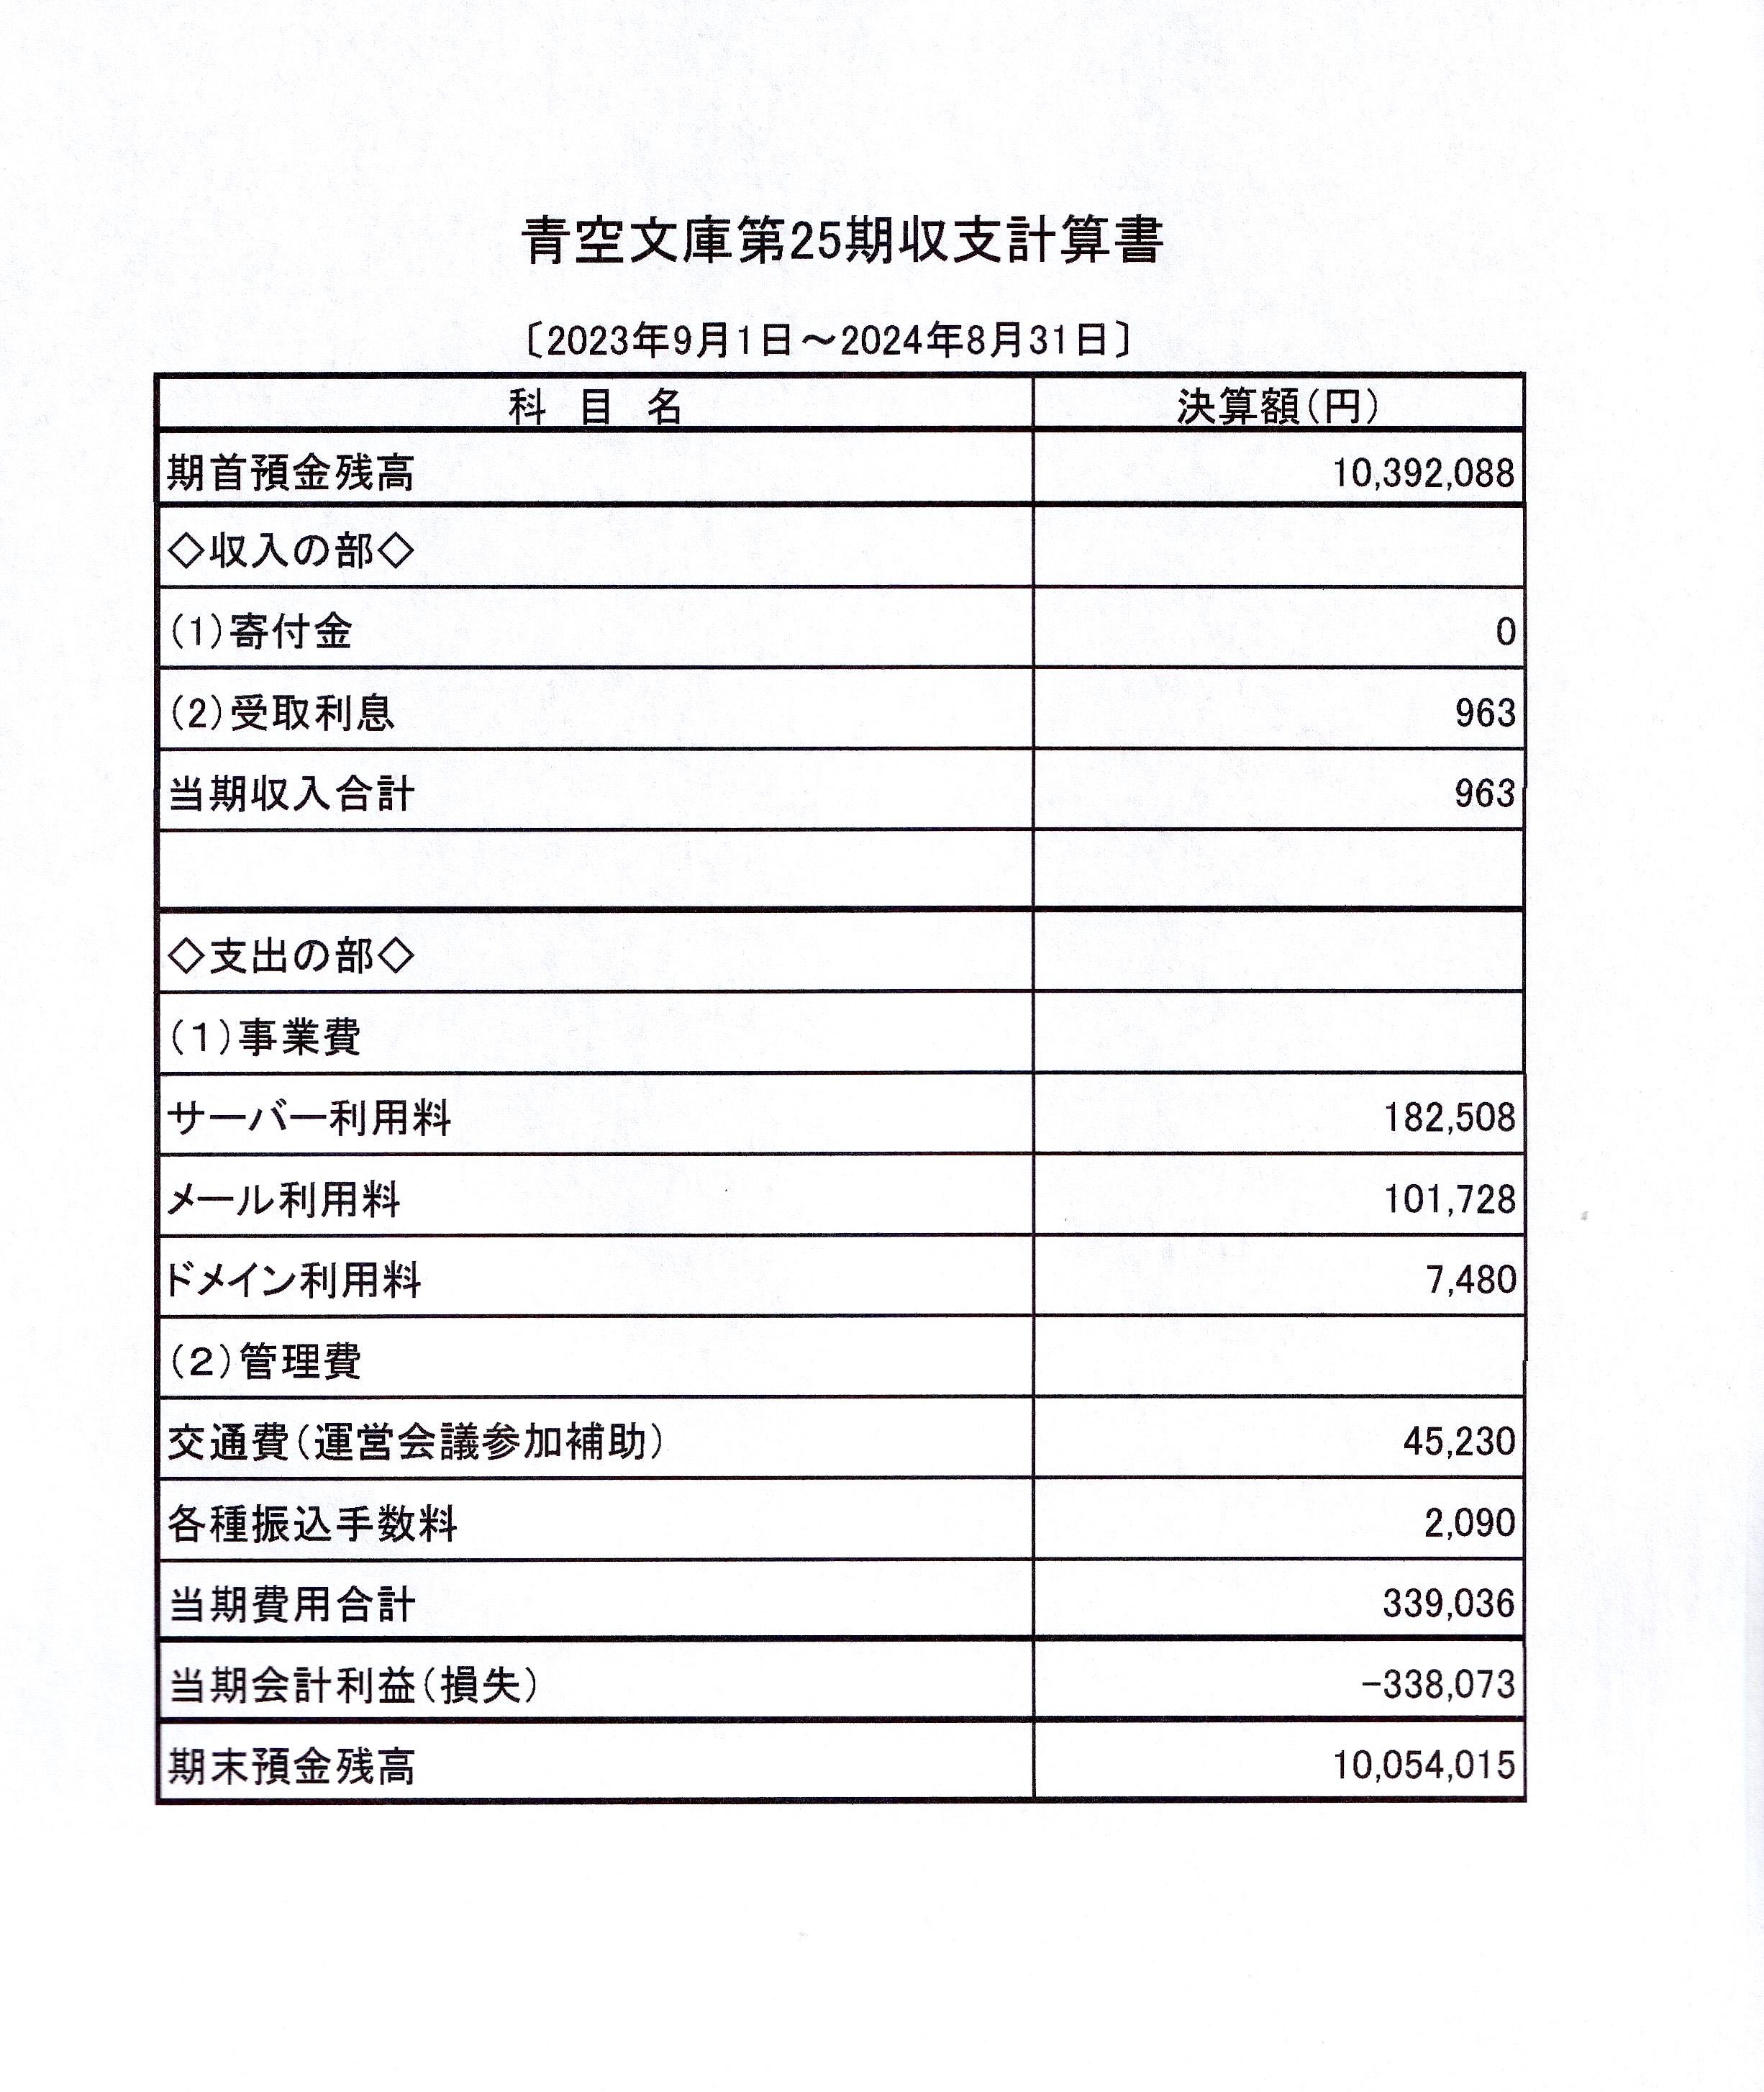 青空文庫第25期収支計算書
〔2023年9月1日～2024年8月31日〕
科 目 名 決算額(円)
期首預金残高 10,392,088
◇収入の部◇
(1)寄付金 0
(2)受取利息 963
当期収入合計 963
◇支出の部◇
(1)事業費
サーバー利用料 182,508
メール利用料 101,728
ドメイン利用料 7,480
(2)管理費
交通費(運営会議参加補助) 45,230
各種振込手数料 2,090
当期費用合計 339,036
当期会計利益(損失) -338,073
期末預金残高 10,054,015